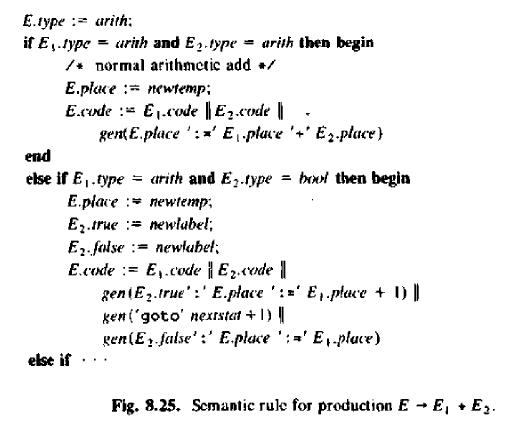 E.type := arith;
if E₁.type = arith and E₂.type = arith then begin
/* normal arithmetic add */
E.place := newtemp;
E.code := E₁.code || E₂.code ||
gen(E.place ':=' E₁.place '+' E₂.place)
end
else if E₁.type = arith and E₂.type = bool then begin
E.place := newtemp;
E₂.true := newlabel;
E₂.false := newlabel;
E.code := E₁.code || E₂.code ||
gen(E₂.true ':' E.place ':=' E₁.place + 1) ||
gen('goto' nextstat +1) ||
gen(E₂.false ':' E.place ':=' E₁.place)
else if · · ·
Fig. 8.25. Semantic rule for production E → E₁ + E₂.